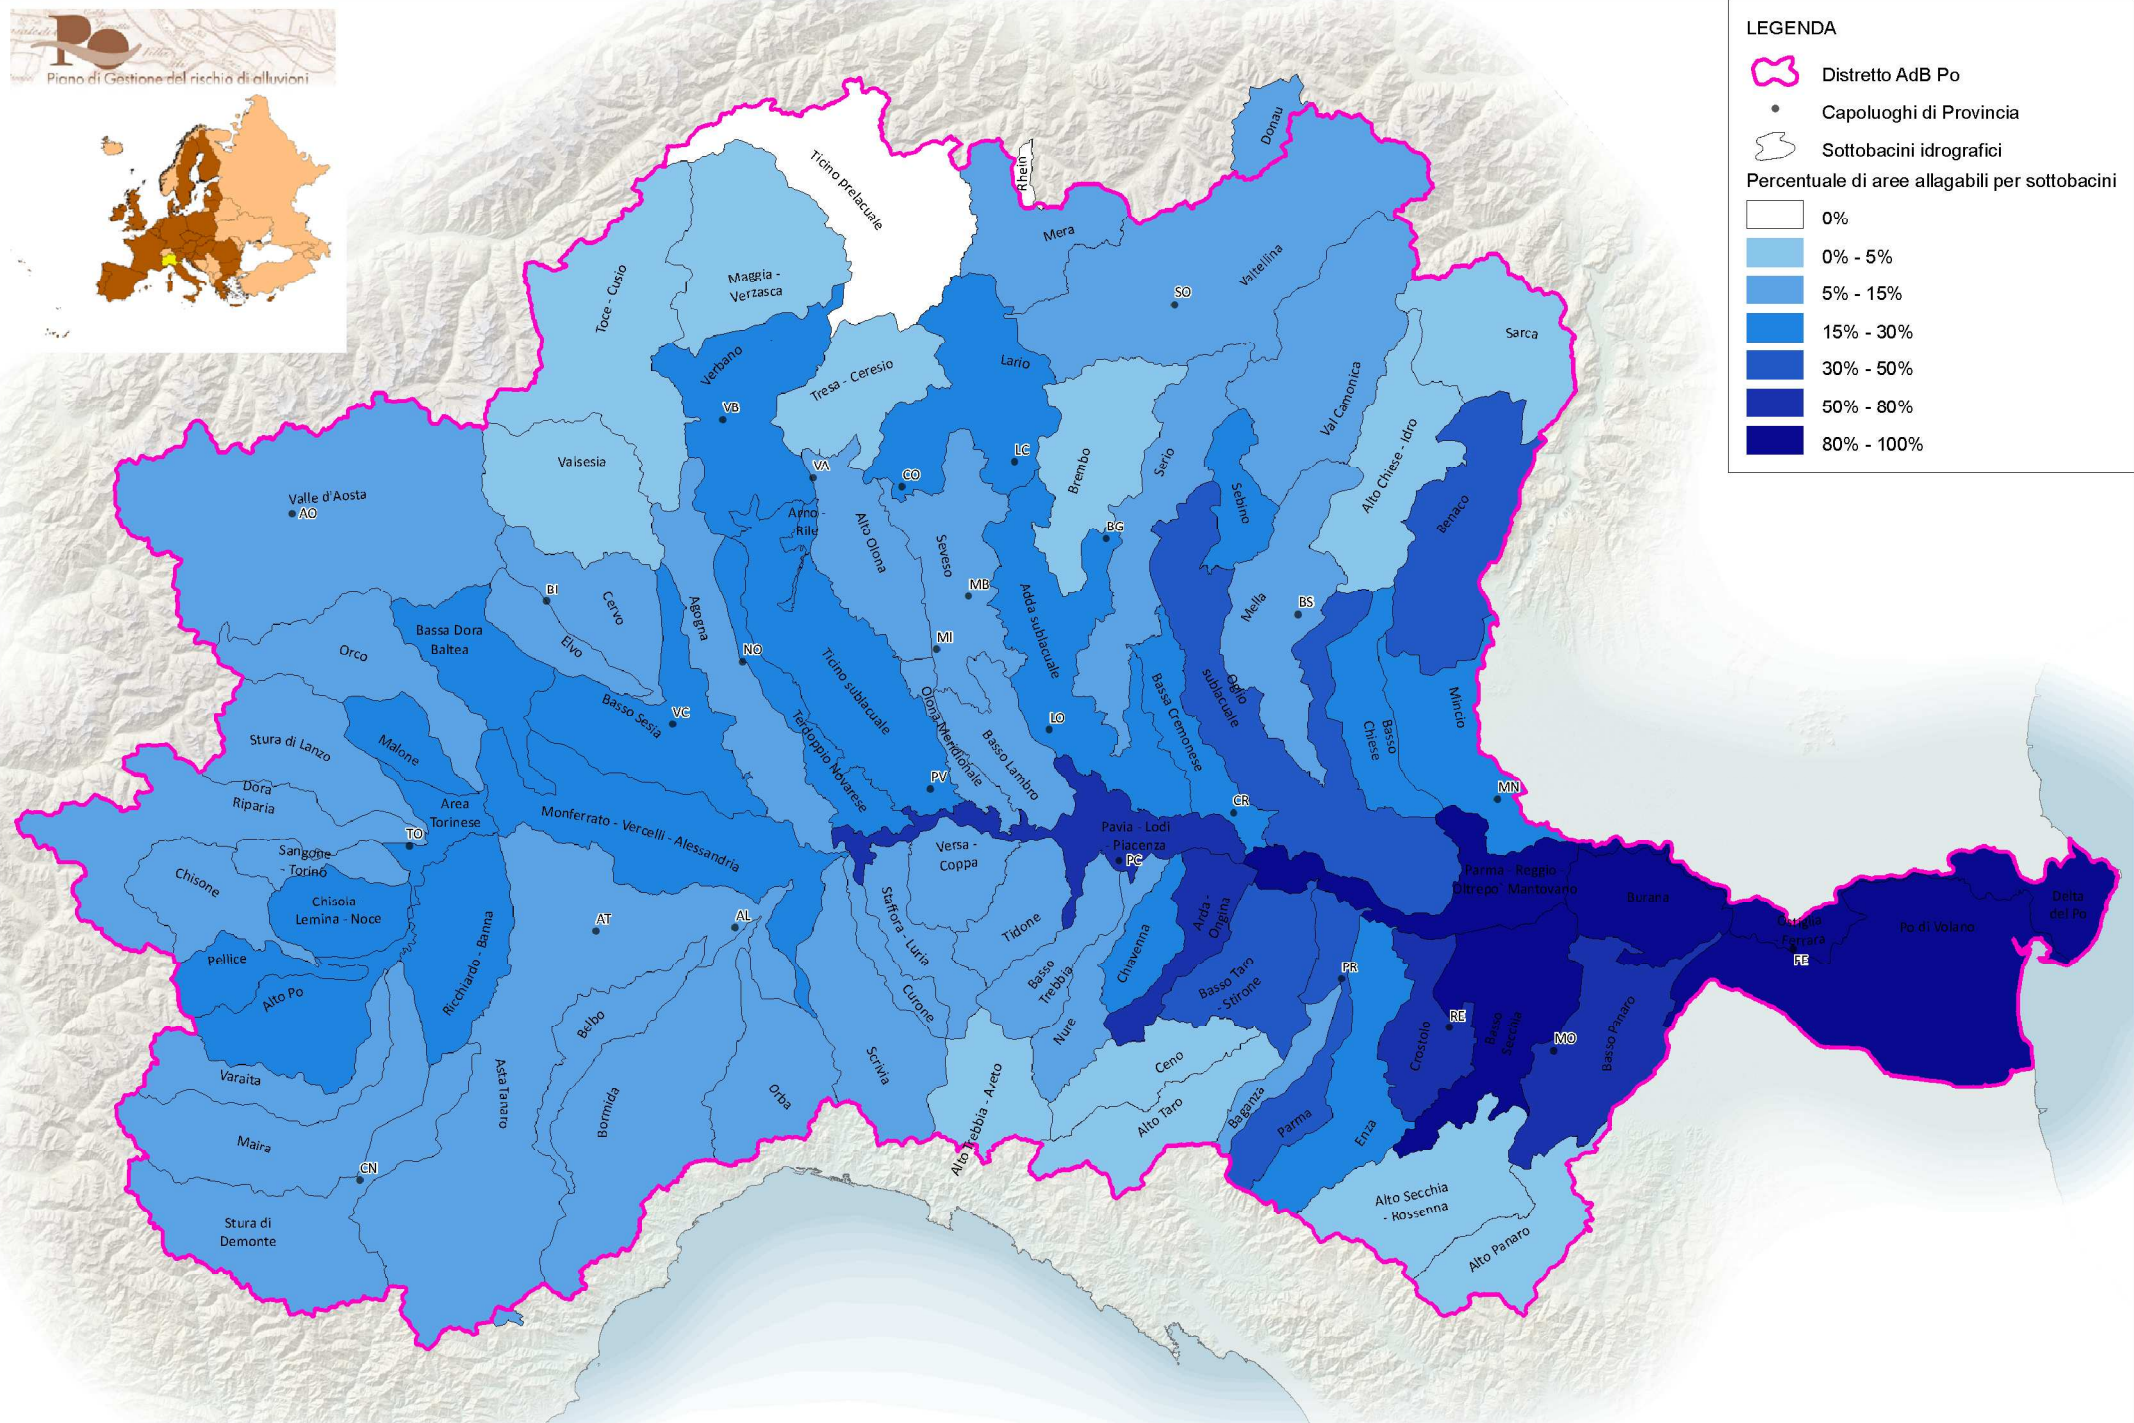 Po
Piano di Gestione del rischio di alluvioni
LEGENDA
Distretto AdB Po
Capoluoghi di Provincia
Sottobacini idrografici
Percentuale di aree allagabili per sottobacini
0%
0% - 5%
5% - 15%
15% - 30%
30% - 50%
50% - 80%
80% - 100%
Donau
Rhein
Ticino prelacuale
Mera
Valtellina
SO
Toce - Cusio
Maggia -
Verzasca
Sarca
Verbano
VB
Tresa - Ceresio
Lario
LC
CO
VA
Val Camonica
Alto Chiese - Idro
Brembo
Serio
Sebino
Benaco
Valsesia
Valle d'Aosta
AO
Arno -
Rile
Alto Olona
Seveso
BG
MB
BI
Cervo
Elvo
Agogna
Adda sublacuale
Mella
BS
Bassa Dora
Baltea
Orco
NO
MI
Ticino sublacuale
Olona Meridionale
Basso Lambro
LO
Bassa Cremonese
Oglio
sublacuale
Basso
Chiese
Mincio
MN
Basso Sesia
VC
Terdoppio Novarese
PV
CR
Stura di Lanzo
Malone
Dora
Riparia
Area
Torinese
TO
Monferrato - Vercelli - Alessandria
Sangone
- Torino
Chisone
Chisola
Lemina - Noce
Versa -
Coppa
Pavia - Lodi
- Piacenza
PC
Parma - Reggio
Oltrepo' Mantovano
Burana
Ostiglia
Ferrara
FE
Po di Volano
Delta
del Po
AT
AL
Staffora - Luria
Tidone
Arda -
Ongina
Chiavenna
Pellice
Alto Po
Ricchiardo - Banna
Belbo
Curone
Basso
Trebbia
Nure
Basso Taro
- Stirone
PR
Crostolo
RE
Basso
Secchia
MO
Basso Panaro
Varaita
Maira
CN
Stura di
Demonte
Asta Tanaro
Bormida
Orba
Scrivia
Alto Trebbia - Aveto
Ceno
Alto Taro
Baganza
Parma
Enza
Alto Secchia
- Rossenna
Alto Panaro